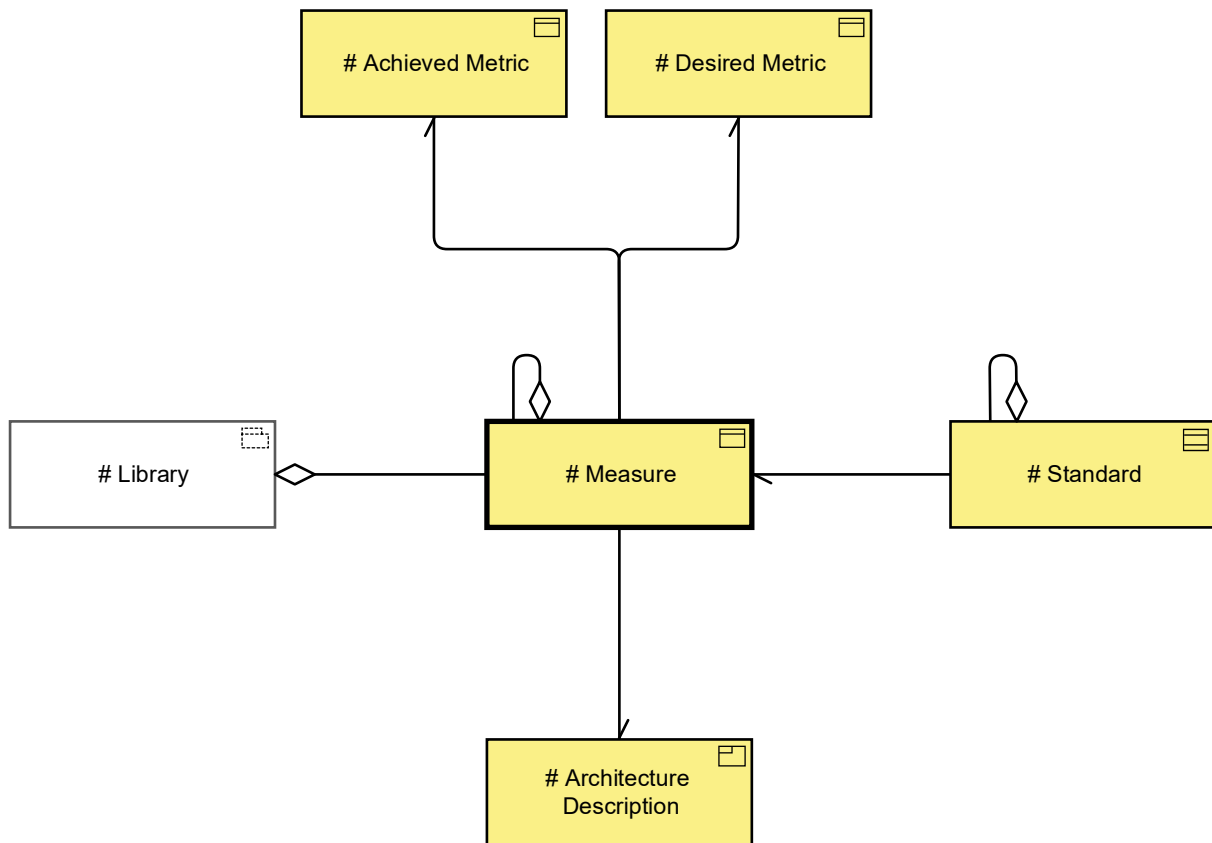 # Achieved Metric
# Desired Metric
# Library
# Measure
# Standard
# Architecture
Description